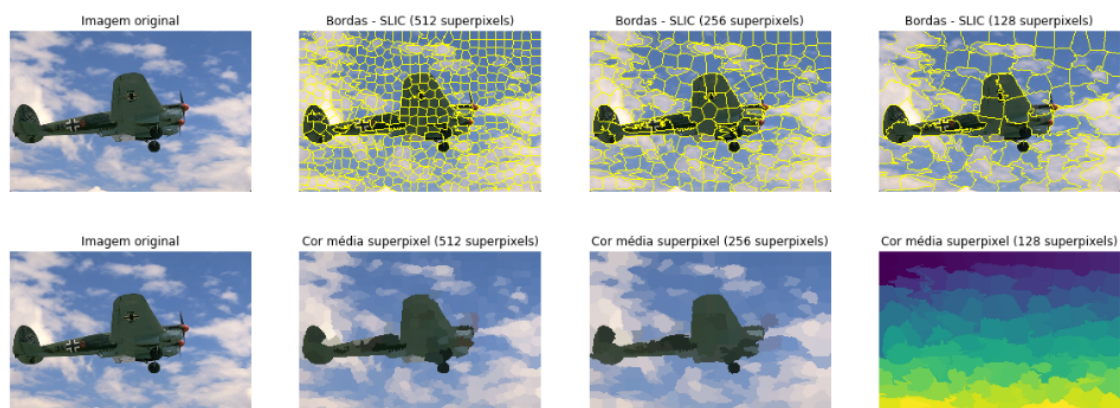 Imagem original
Bordas - SLIC (512 superpixels)
Bordas - SLIC (256 superpixels)
Bordas - SLIC (128 superpixels)
Imagem original
Cor média superpixel (512 superpixels)
Cor média superpixel (256 superpixels)
Cor média superpixel (128 superpixels)